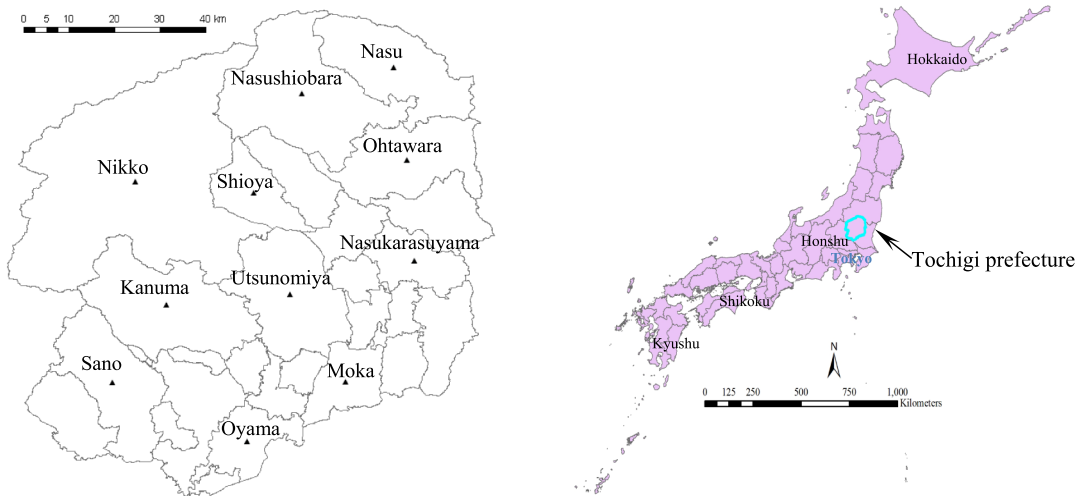 0 5 10 20 30 40 km
Nasu
Nasushiobara
Ohtawara
Nikko
Shioya
Nasukarasuyama
Utsunomiya
Kanuma
Sano
Moka
Oyama
Hokkaido
Honshu
Tokyo
Tochigi prefecture
Shikoku
Kyushu
N
0 125 250 500 750 1,000
Kilometers